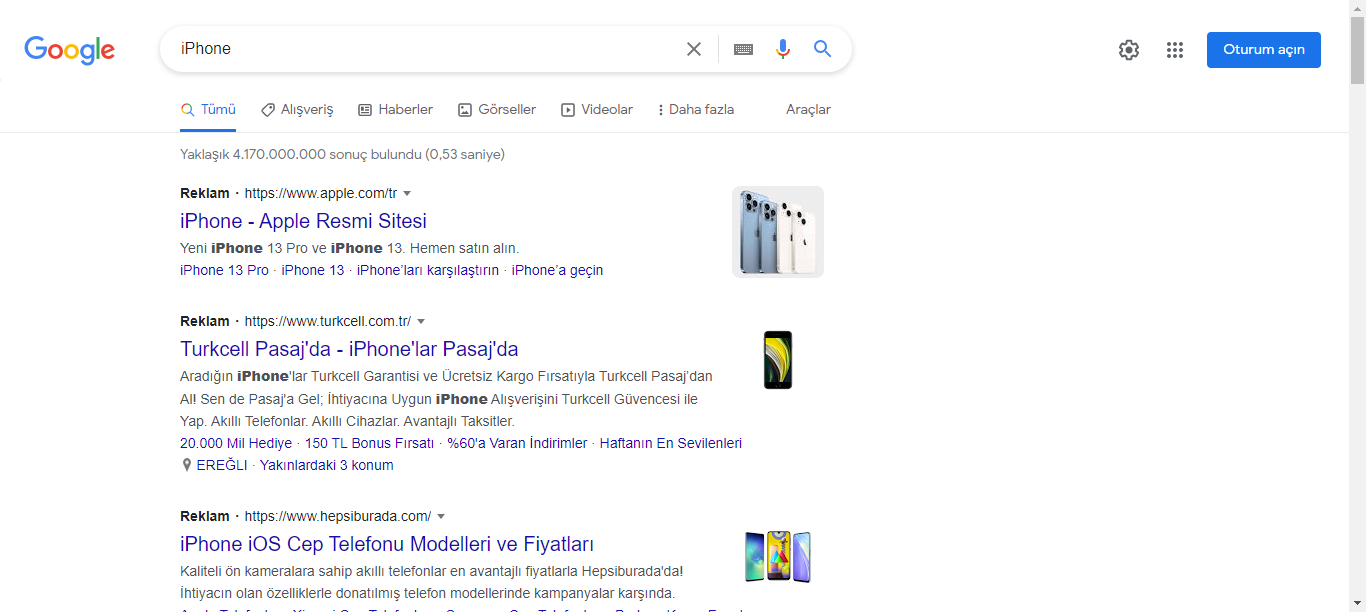 Google
iPhone
Oturum açın
Tümü Alışveriş Haberler Görseller Videolar Daha fazla Araçlar
Yaklaşık 4.170.000.000 sonuç bulundu (0,53 saniye)
Reklam · https://www.apple.com/tr
iPhone - Apple Resmi Sitesi
Yeni iPhone 13 Pro ve iPhone 13. Hemen satın alın.
iPhone 13 Pro · iPhone 13 · iPhone’ları karşılaştırın · iPhone’a geçin
Reklam · https://www.turkcell.com.tr/
Turkcell Pasaj'da - iPhone'lar Pasaj'da
Aradığın iPhone'lar Turkcell Garantisi ve Ücretsiz Kargo Fırsatıyla Turkcell Pasaj’dan
Al! Sen de Pasaj'a Gel; İhtiyacına Uygun iPhone Alışverişini Turkcell Güvencesi ile
Yap. Akıllı Telefonlar. Akıllı Cihazlar. Avantajlı Taksitler.
20.000 Mil Hediye · 150 TL Bonus Fırsatı · %60'a Varan İndirimler · Haftanın En Sevilenleri
EREĞLI · Yakınlardaki 3 konum
Reklam · https://www.hepsiburada.com/
iPhone iOS Cep Telefonu Modelleri ve Fiyatları
Kaliteli ön kameralara sahip akıllı telefonlar en avantajlı fiyatlarla Hepsiburada'da!
İhtiyacın olan özelliklerle donatılmış telefon modellerinde kampanyalar karşında.